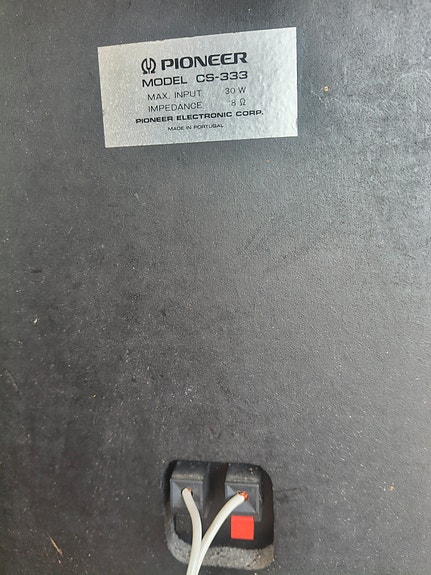 PIONEER
MODEL CS-333
MAX. INPUT 30 W
IMPEDANCE 8 Ω
PIONEER ELECTRONIC CORP.
MADE IN PORTUGAL